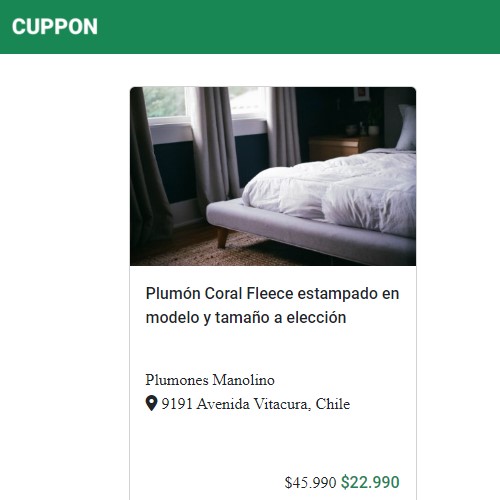 CUPPON
Plumón Coral Fleece estampado en
modelo y tamaño a elección
Plumones Manolino
9191 Avenida Vitacura, Chile
$45.990 $22.990